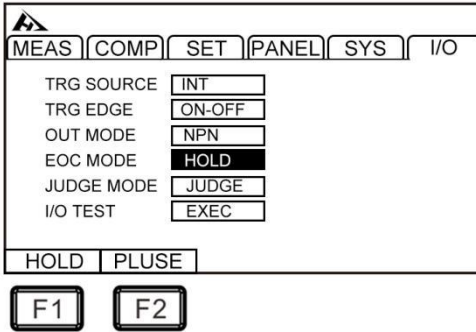 MEAS COMP SET PANEL SYS I/O
TRG SOURCE INT
TRG EDGE ON-OFF
OUT MODE NPN
EOC MODE HOLD
JUDGE MODE JUDGE
I/O TEST EXEC
HOLD PLUSE
F1 F2